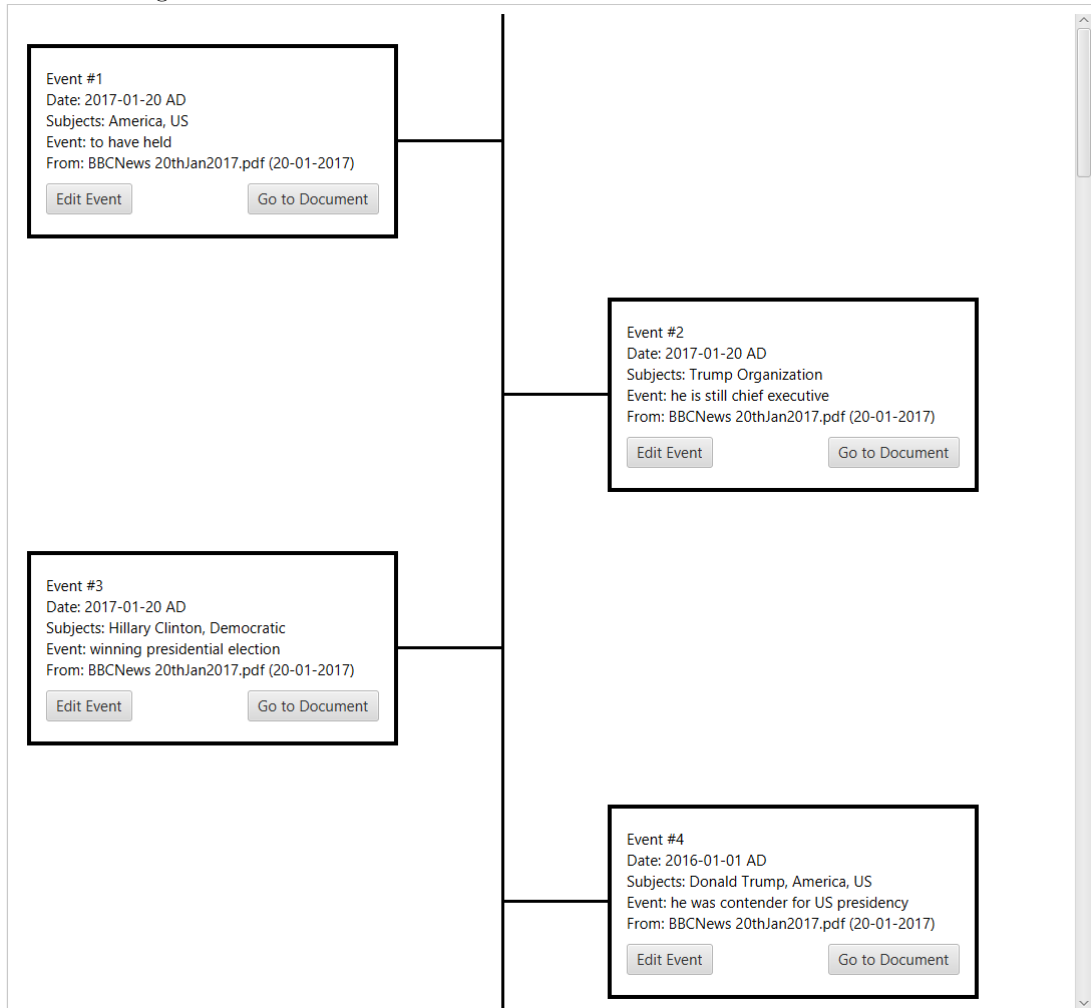 Event #1
Date: 2017-01-20 AD
Subjects: America, US
Event: to have held
From: BBCNews 20thJan2017.pdf (20-01-2017)
Edit Event
Go to Document
Event #2
Date: 2017-01-20 AD
Subjects: Trump Organization
Event: he is still chief executive
From: BBCNews 20thJan2017.pdf (20-01-2017)
Edit Event
Go to Document
Event #3
Date: 2017-01-20 AD
Subjects: Hillary Clinton, Democratic
Event: winning presidential election
From: BBCNews 20thJan2017.pdf (20-01-2017)
Edit Event
Go to Document
Event #4
Date: 2016-01-01 AD
Subjects: Donald Trump, America, US
Event: he was contender for US presidency
From: BBCNews 20thJan2017.pdf (20-01-2017)
Edit Event
Go to Document